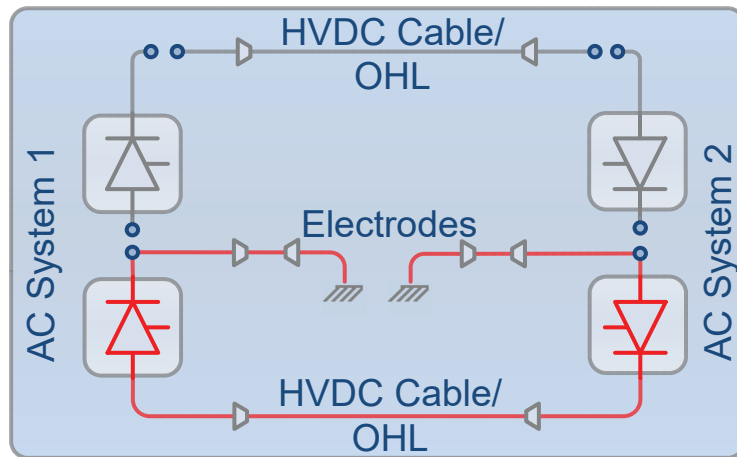 HVDC Cable/
OHL
AC System 1
AC System 2
Electrodes
HVDC Cable/
OHL